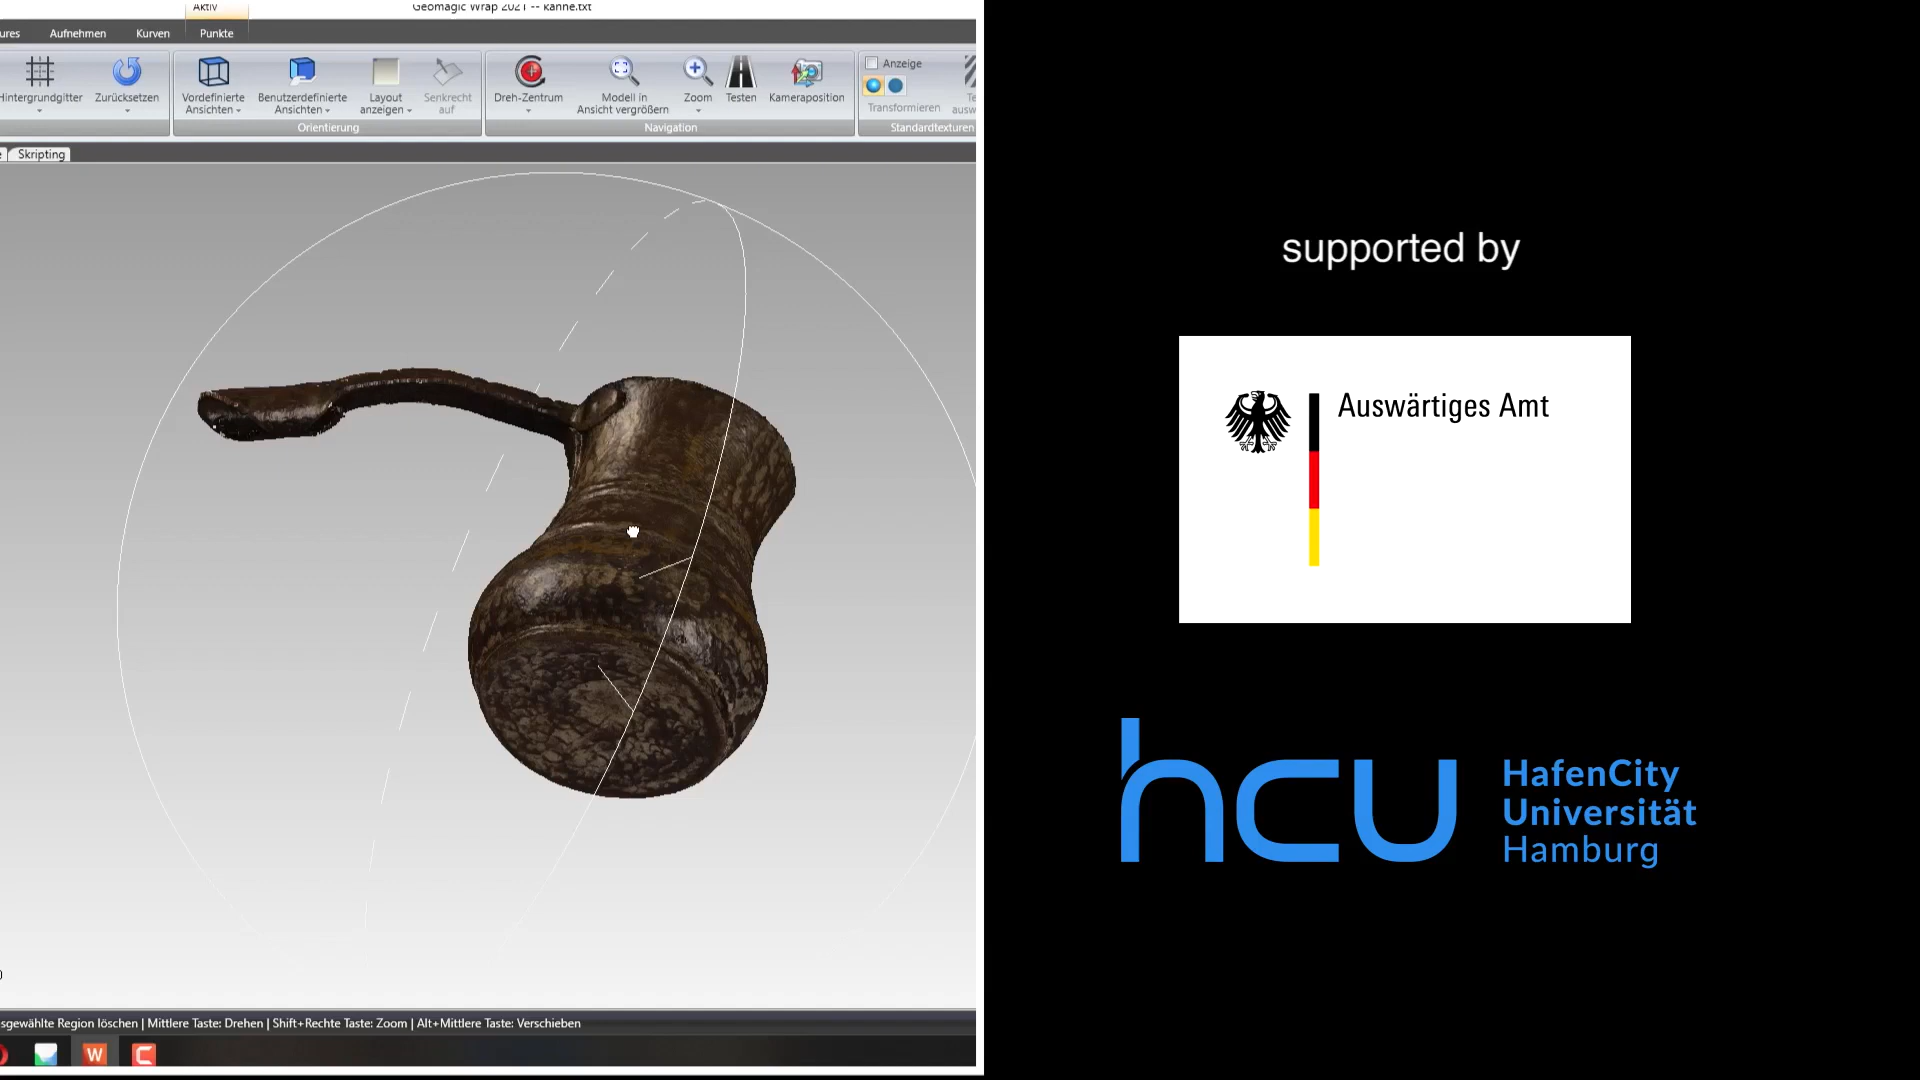 Aktiv
Geomagic Wrap 2021 -- kanne.txt
Aufnehmen
Kurven
Punkte
Hintergrundgitter
Zurücksetzen
Vordefinierte
Ansichten
Benutzerdefinierte
Ansichten
Layout
anzeigen
Senkrecht
auf
Orientierung
Dreh-Zentrum
Modell in
Ansicht vergrößern
Zoom
Testen
Kameraposition
Navigation
Anzeige
Transformieren
Standardtexturen
Skripting
Region löschen | Mittlere Taste: Drehen | Shift+Rechte Taste: Zoom | Alt+Mittlere Taste: Verschieben
W
supported by
Auswärtiges Amt
hcu
HafenCity
Universität
Hamburg